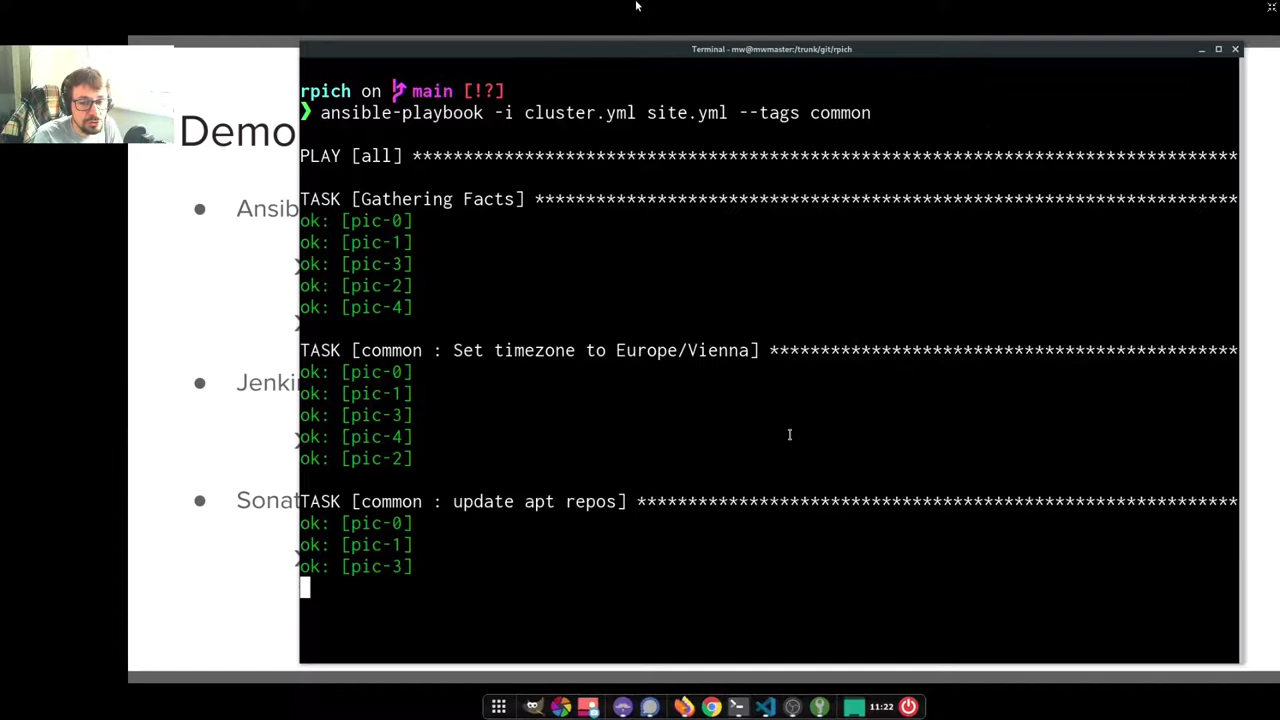 Terminal - mw@mwmaster:/trunk/git/rpich
rpich on main [!?]
❯ ansible-playbook -i cluster.yml site.yml --tags common
PLAY [all] *********************************************************************************
TASK [Gathering Facts] *********************************************************************
ok: [pic-0]
ok: [pic-1]
ok: [pic-3]
ok: [pic-2]
ok: [pic-4]
TASK [common : Set timezone to Europe/Vienna] **********************************************
ok: [pic-0]
ok: [pic-1]
ok: [pic-3]
ok: [pic-4]
ok: [pic-2]
TASK [common : update apt repos] ***********************************************************
ok: [pic-0]
ok: [pic-1]
ok: [pic-3]
Demo
● Ansib
● Jenki
● Sonat
11:22